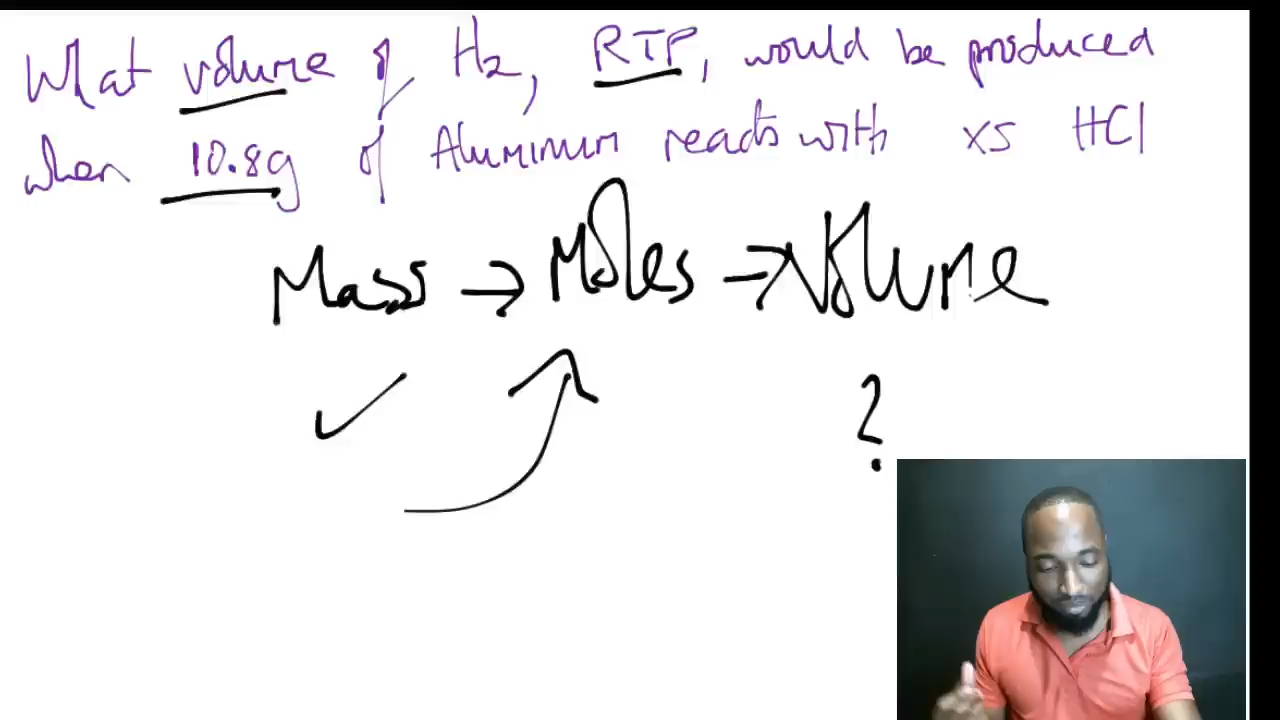 What volume of H2, RTP, would be produced
when 10.8g of Aluminum reacts with xs HCl
Mass → Moles → Volume
?